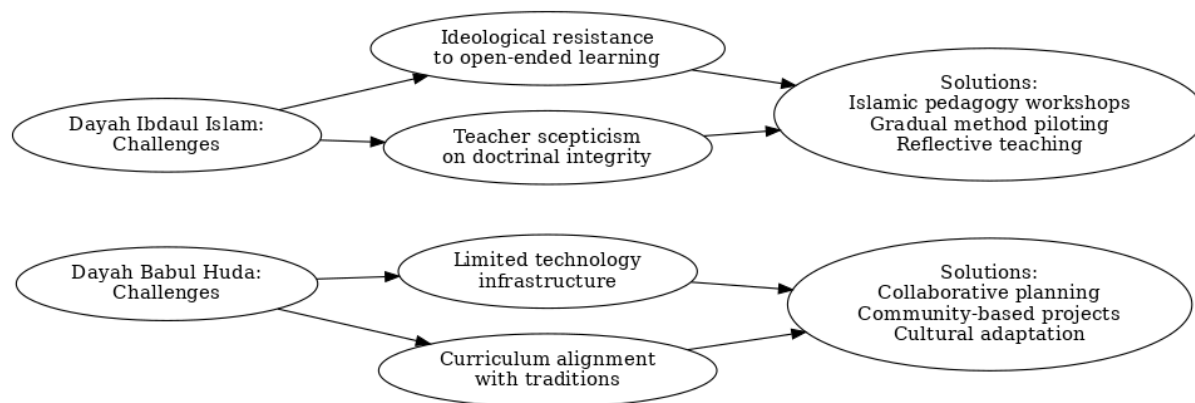 Ideological resistance
to open-ended learning
Dayah Ibdaul Islam:
Challenges
Teacher scepticism
on doctrinal integrity
Solutions:
Islamic pedagogy workshops
Gradual method piloting
Reflective teaching
Dayah Babul Huda:
Challenges
Limited technology
infrastructure
Curriculum alignment
with traditions
Solutions:
Collaborative planning
Community-based projects
Cultural adaptation